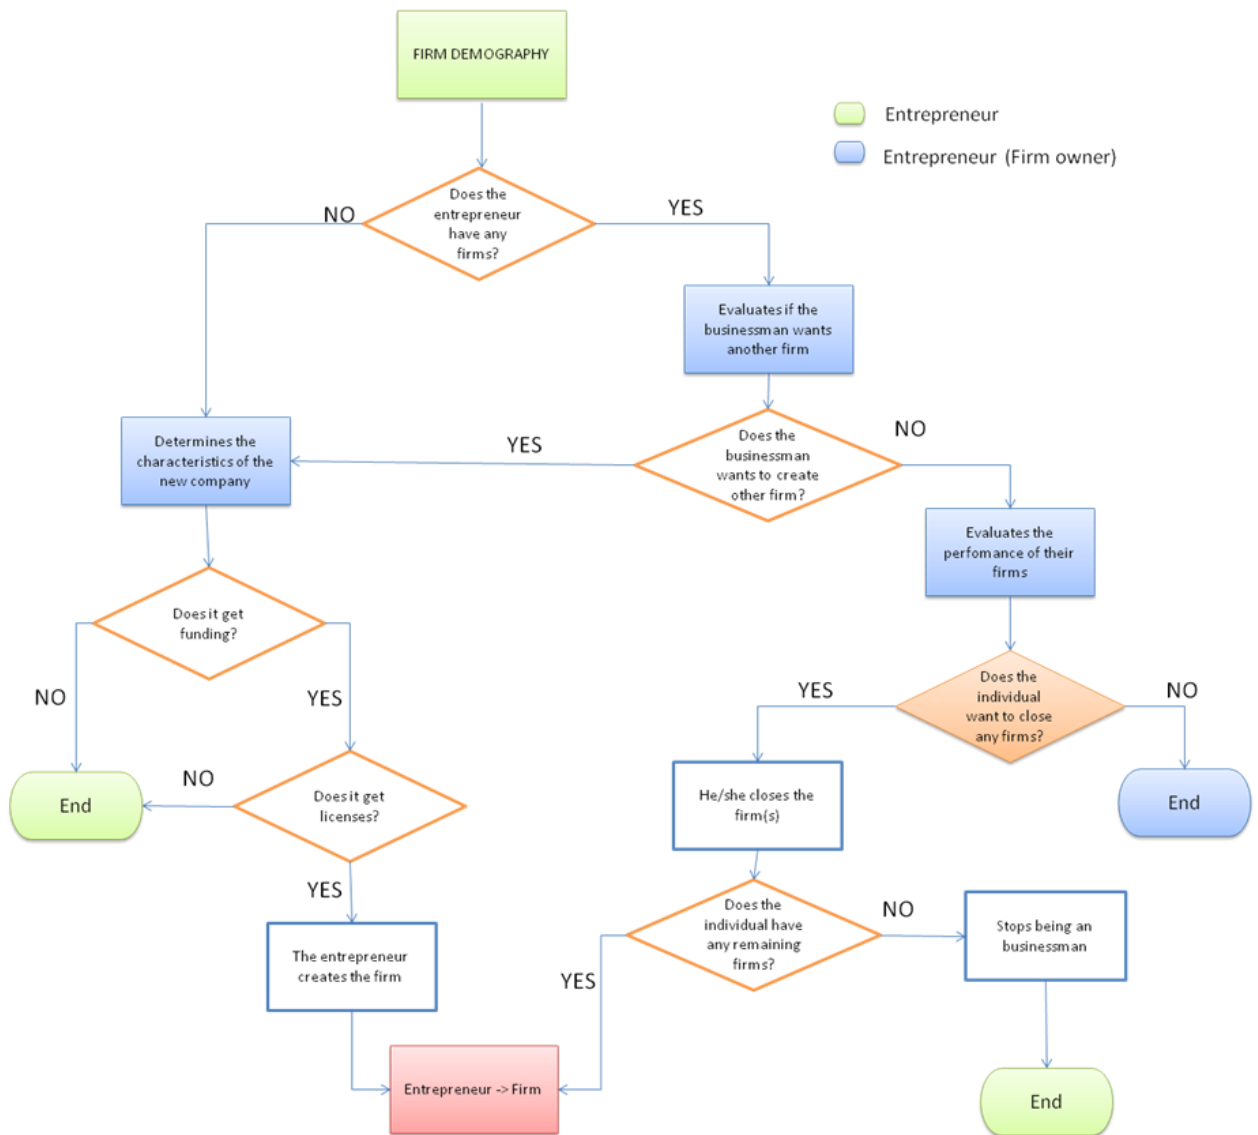 FIRM DEMOGRAPHY
Entrepreneur
Entrepreneur (Firm owner)
Does the
entrepreneur
have any
firms?
NO
YES
Evaluates if the
businessman wants
another firm
Determines the
characteristics of the
new company
YES
Does the
businessman
wants to create
other firm?
NO
Evaluates the
perfomance of their
firms
Does it get
funding?
NO
YES
Does the
individual
want to close
any firms?
YES
NO
End
NO
Does it get
licenses?
He/she closes the
firm(s)
End
YES
The entrepreneur
creates the firm
Does the
individual have
any remaining
firms?
NO
Stops being an
businessman
YES
Entrepreneur -> Firm
End